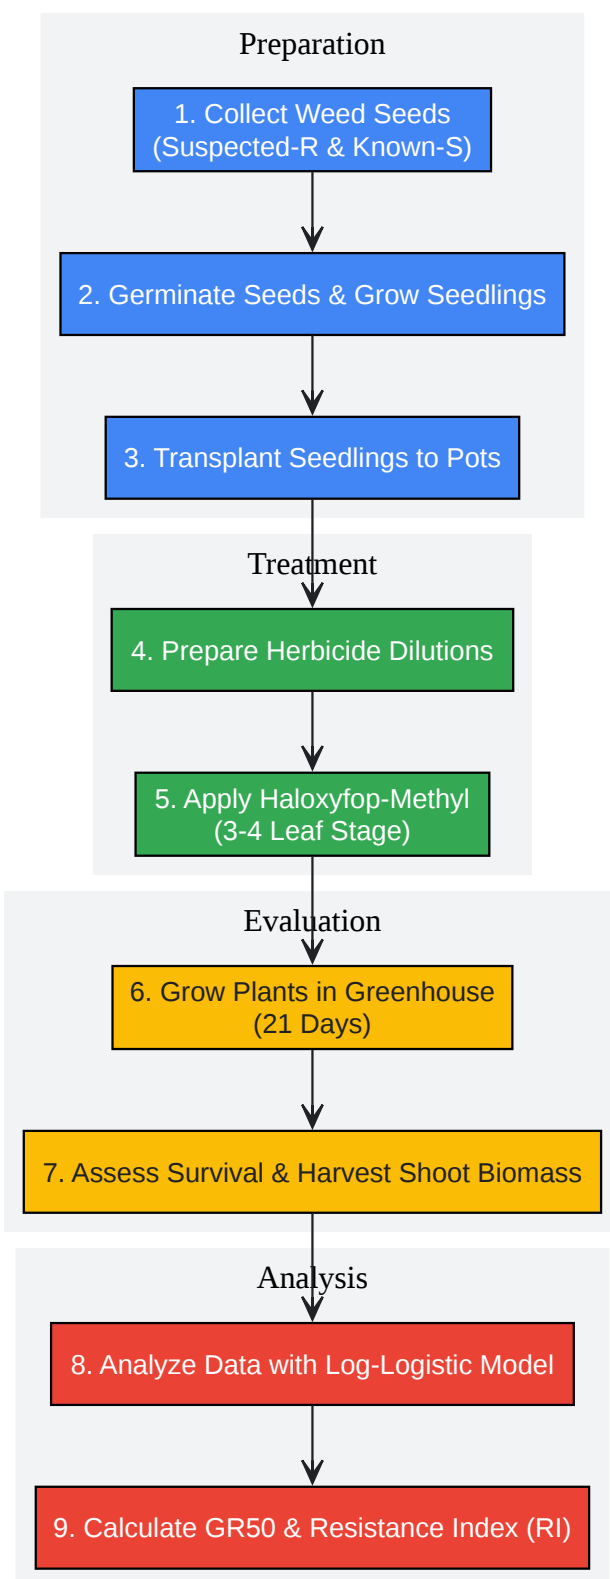 Preparation
1. Collect Weed Seeds
(Suspected-R & Known-S)
2. Germinate Seeds & Grow Seedlings
3. Transplant Seedlings to Pots
Treatment
4. Prepare Herbicide Dilutions
5. Apply Haloxyfop-Methyl
(3-4 Leaf Stage)
Evaluation
6. Grow Plants in Greenhouse
(21 Days)
7. Assess Survival & Harvest Shoot Biomass
Analysis
8. Analyze Data with Log-Logistic Model
9. Calculate GR50 & Resistance Index (RI)